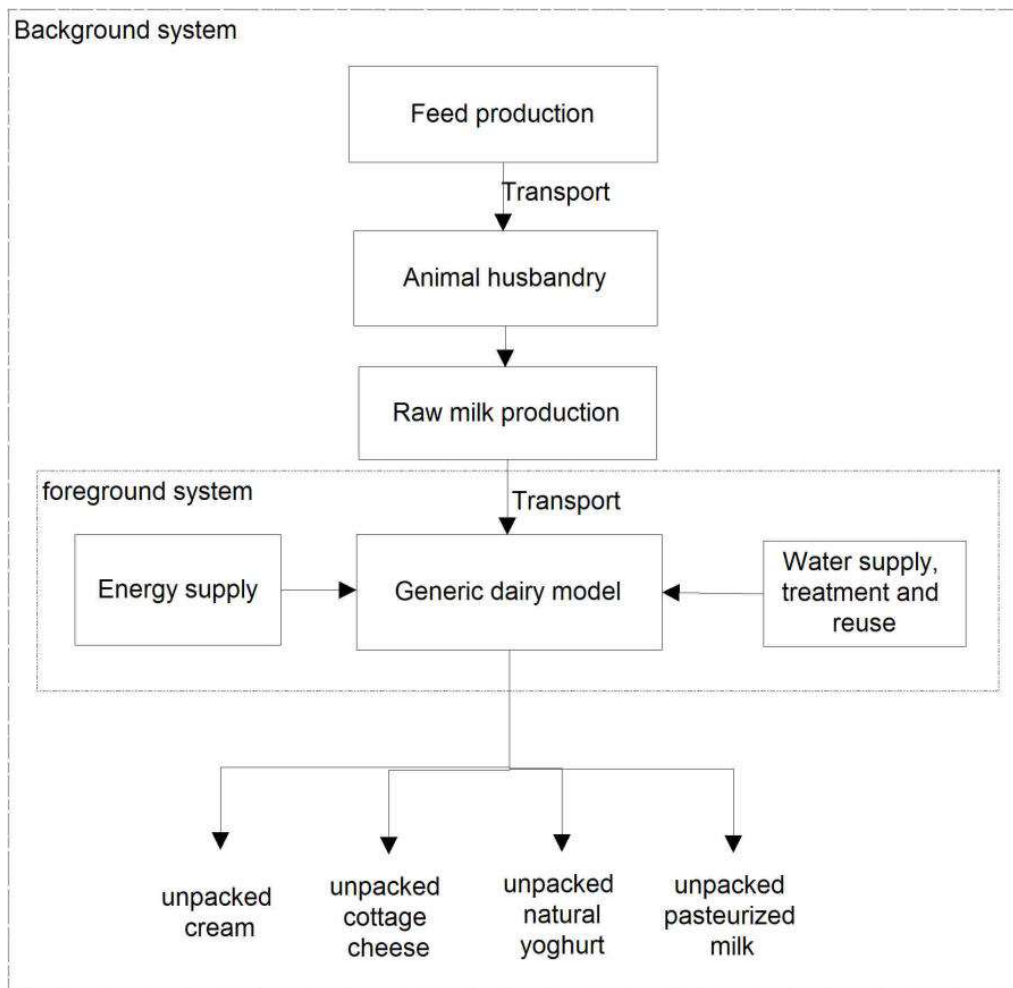 Background system
Feed production
Transport
Animal husbandry
Raw milk production
foreground system
Transport
Energy supply
Generic dairy model
Water supply,
treatment and
reuse
unpacked
cream
unpacked
cottage
cheese
unpacked
natural
yoghurt
unpacked
pasteurized
milk